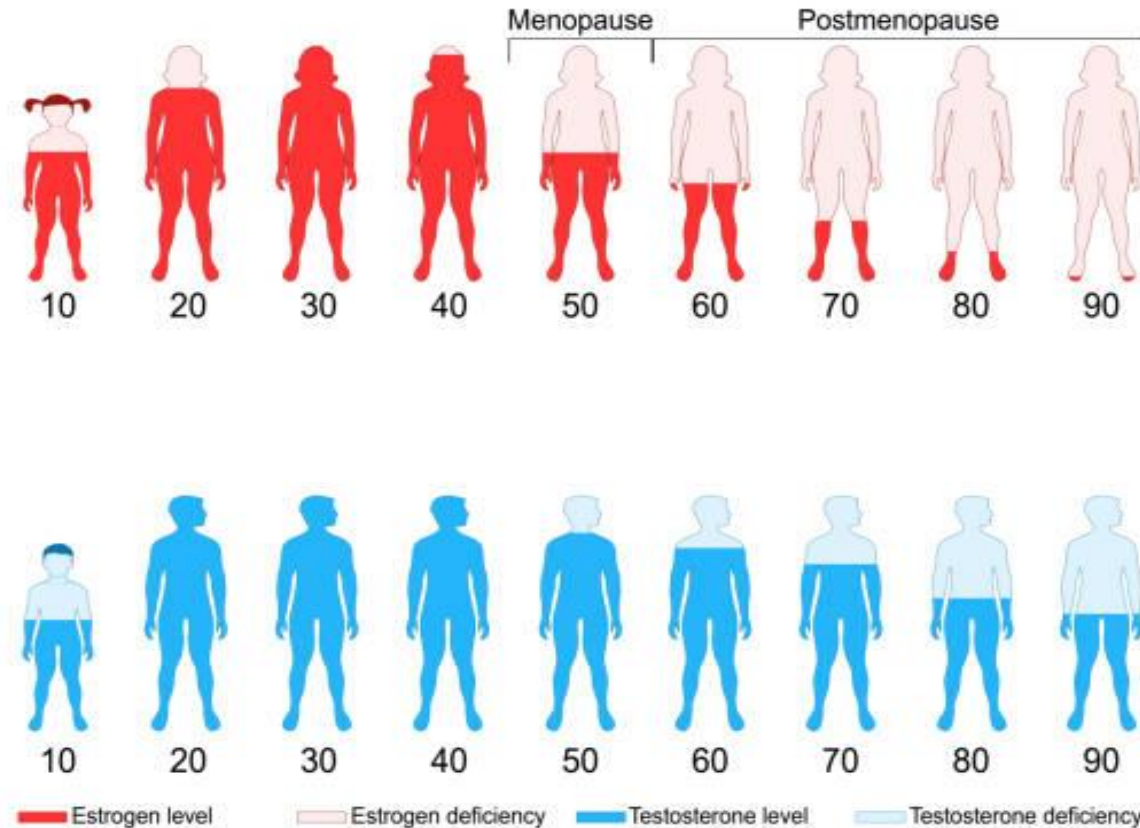 Menopause Postmenopause
10 20 30 40 50 60 70 80 90
10 20 30 40 50 60 70 80 90
Estrogen level Estrogen deficiency Testosterone level Testosterone deficiency